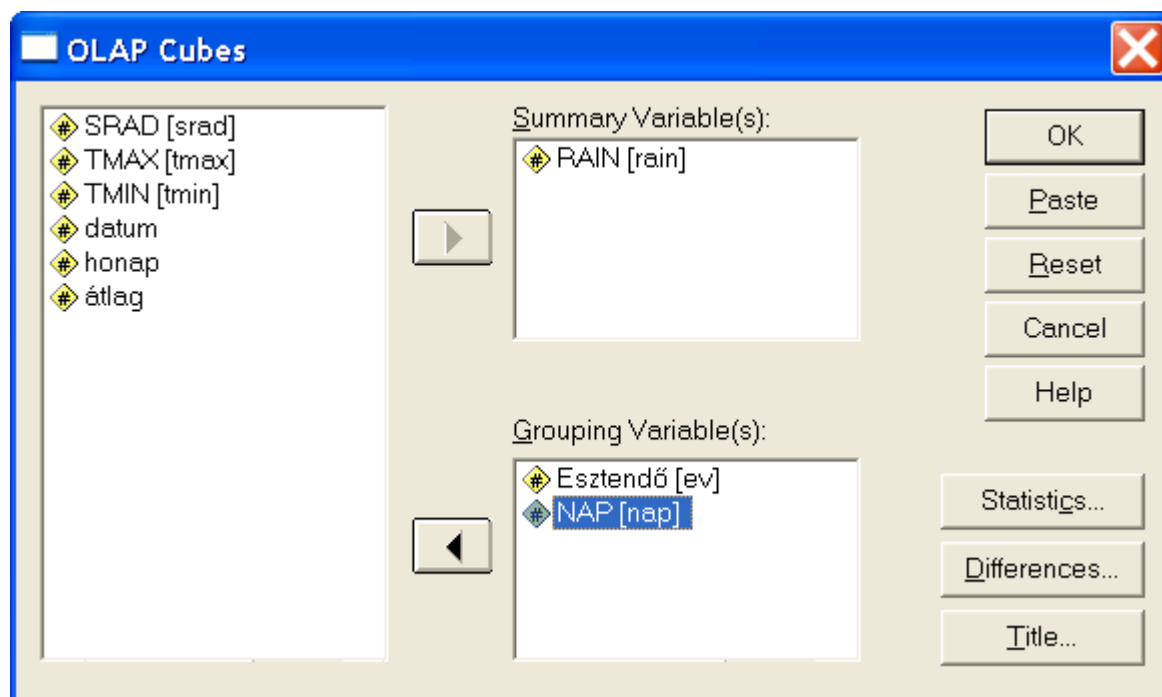 OLAP Cubes
SRAD [srad]
TMAX [tmax]
TMIN [tmin]
datum
honap
átlag
Summary Variable(s):
RAIN [rain]
Grouping Variable(s):
Esztendő [ev]
NAP [nap]
OK
Paste
Reset
Cancel
Help
Statistics...
Differences...
Title...